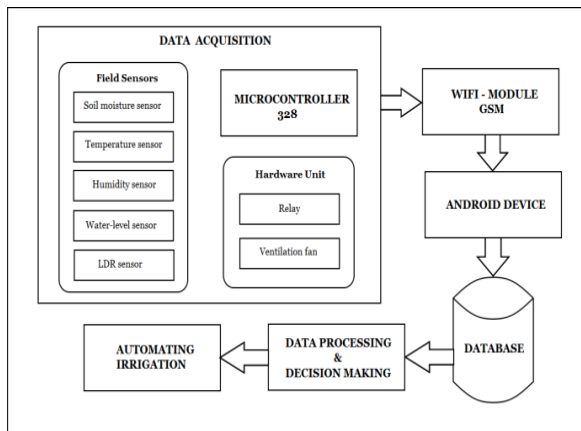 DATA ACQUISITION
Field Sensors
Soil moisture sensor
Temperature sensor
Humidity sensor
Water-level sensor
LDR sensor
MICROCONTROLLER
328
Hardware Unit
Relay
Ventilation fan
WIFI - MODULE
GSM
ANDROID DEVICE
DATABASE
DATA PROCESSING
&
DECISION MAKING
AUTOMATING
IRRIGATION